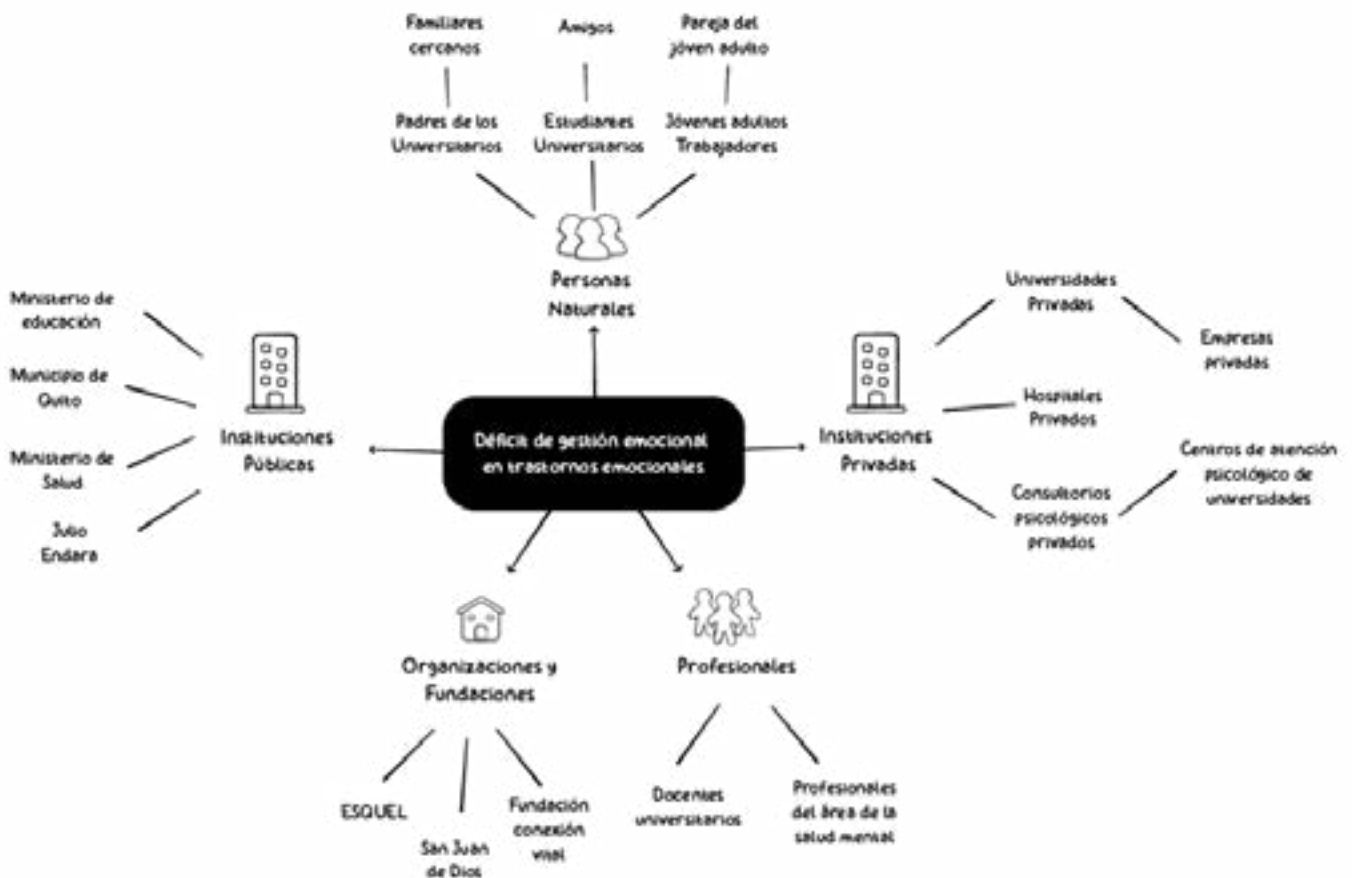 Familiares
cercanos
Amigos
Pareja del
jóven adulto
Padres de los
Universitarios
Estudiantes
Universitarios
Jóvenes adultos
Trabajadores
Personas
Naturales
Ministerio de
educación
Municipio de
Quito
Ministerio de
Salud
Julio
Endara
Instituciones
Públicas
Déficit de gestión emocional
en trastornos emocionales
Instituciones
Privadas
Universidades
Privadas
Empresas
privadas
Hospitales
Privados
Consultorios
psicológicos
privados
Centros de atención
psicológico de
universidades
Organizaciones y
Fundaciones
ESQUEL
San Juan
de Dios
Fundación
conexión
vital
Profesionales
Docentes
universitarios
Profesionales
del área de la
salud mental